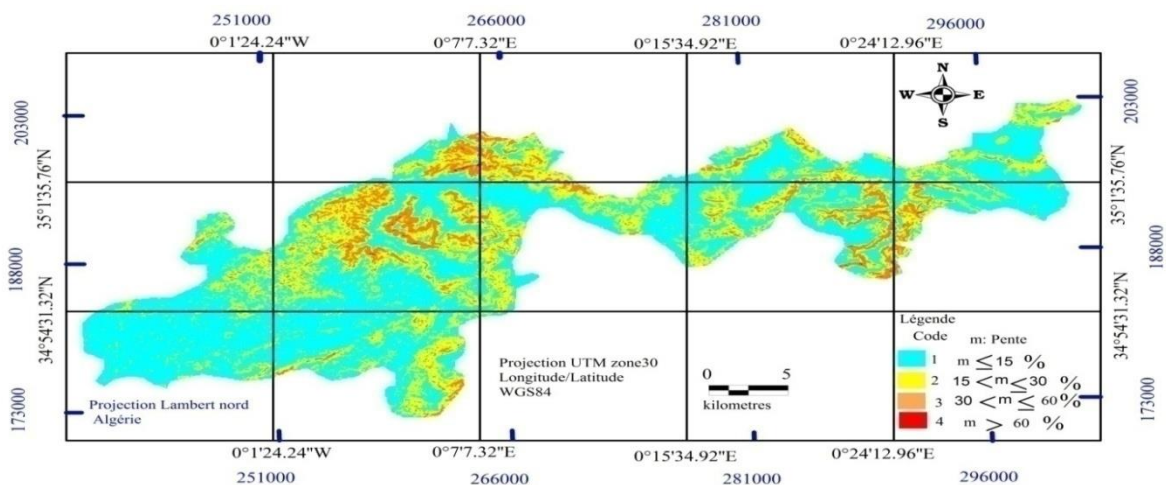 251000 266000 281000 296000
0°1'24.24"W 0°7'7.32"E 0°15'34.92"E 0°24'12.96"E
N
W E
S
203000
35°1'35.76"N
188000
34°54'31.32"N
173000
203000
35°1'35.76"N
188000
34°54'31.32"N
173000
Projection Lambert nord
Algérie
Projection UTM zone30
Longitude/Latitude
WGS84
0 5
kilometres
Légende
Code m: Pente
1 m ≤ 15 %
2 15 < m ≤ 30 %
3 30 < m ≤ 60 %
4 m > 60 %
0°1'24.24"W 0°7'7.32"E 0°15'34.92"E 0°24'12.96"E
251000 266000 281000 296000